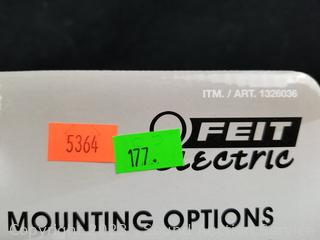 ITM. / ART. 1326036
FEIT
electric
5364
177.
MOUNTING OPTIONS